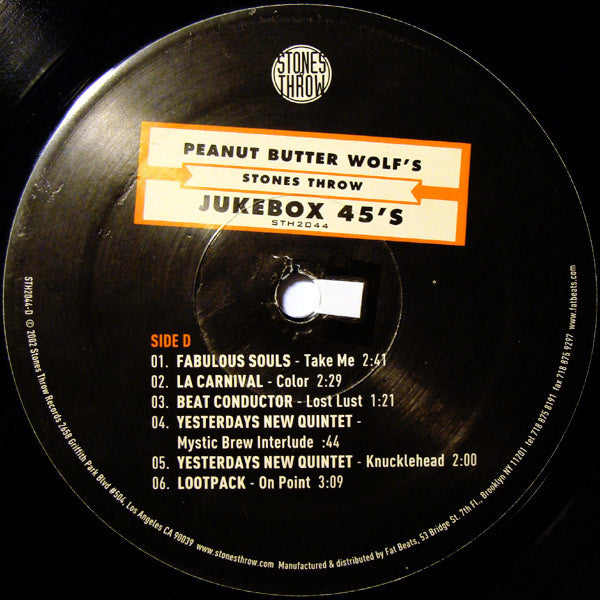 STONES
THROW
PEANUT BUTTER WOLF'S
STONES THROW
JUKEBOX 45'S
STH2044
SIDE D
01. FABULOUS SOULS - Take Me 2:41
02. LA CARNIVAL - Color 2:29
03. BEAT CONDUCTOR - Lost Lust 1:21
04. YESTERDAYS NEW QUINTET -
Mystic Brew Interlude :44
05. YESTERDAYS NEW QUINTET - Knucklehead 2:00
06. LOOTPACK - On Point 3:09
STH2044-D © 2002 Stones Throw Records 2658 Griffith Park Blvd #504, Los Angeles CA 90039 www.stonesthrow.com Manufactured & distributed by Fat Beats, 53 Bridge St. 7th Fl., Brooklyn NY 11201 tel 718 875 8191 fax 718 875 9297 www.fatbeats.com